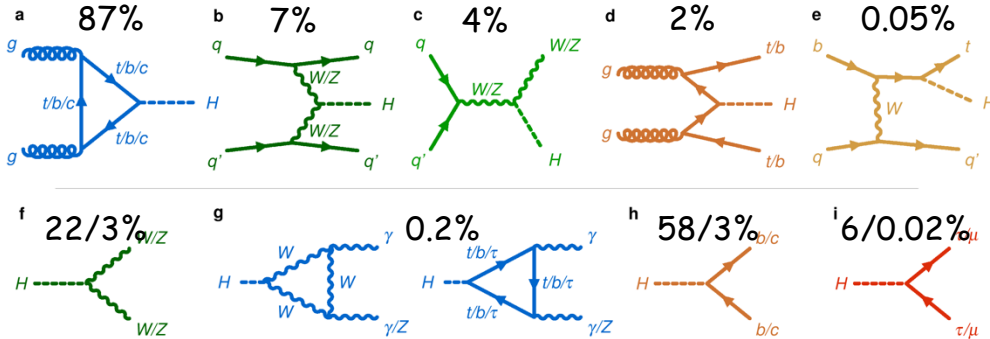 a 87% b 7% c 4% d 2% e 0.05%
g t/b/c t/b/c t/b/c H g
q q W/Z H W/Z q' q'
q W/Z W/Z q' H
g t/b H g t/b
b t W H q q'
f 22/3% g 0.2% h 58/3% i 6/0.02%
H W/Z W/Z
H W W W γ γ/Z
H t/b/τ t/b/τ t/b/τ γ γ/Z
H b/c b/c
H τ/μ τ/μ